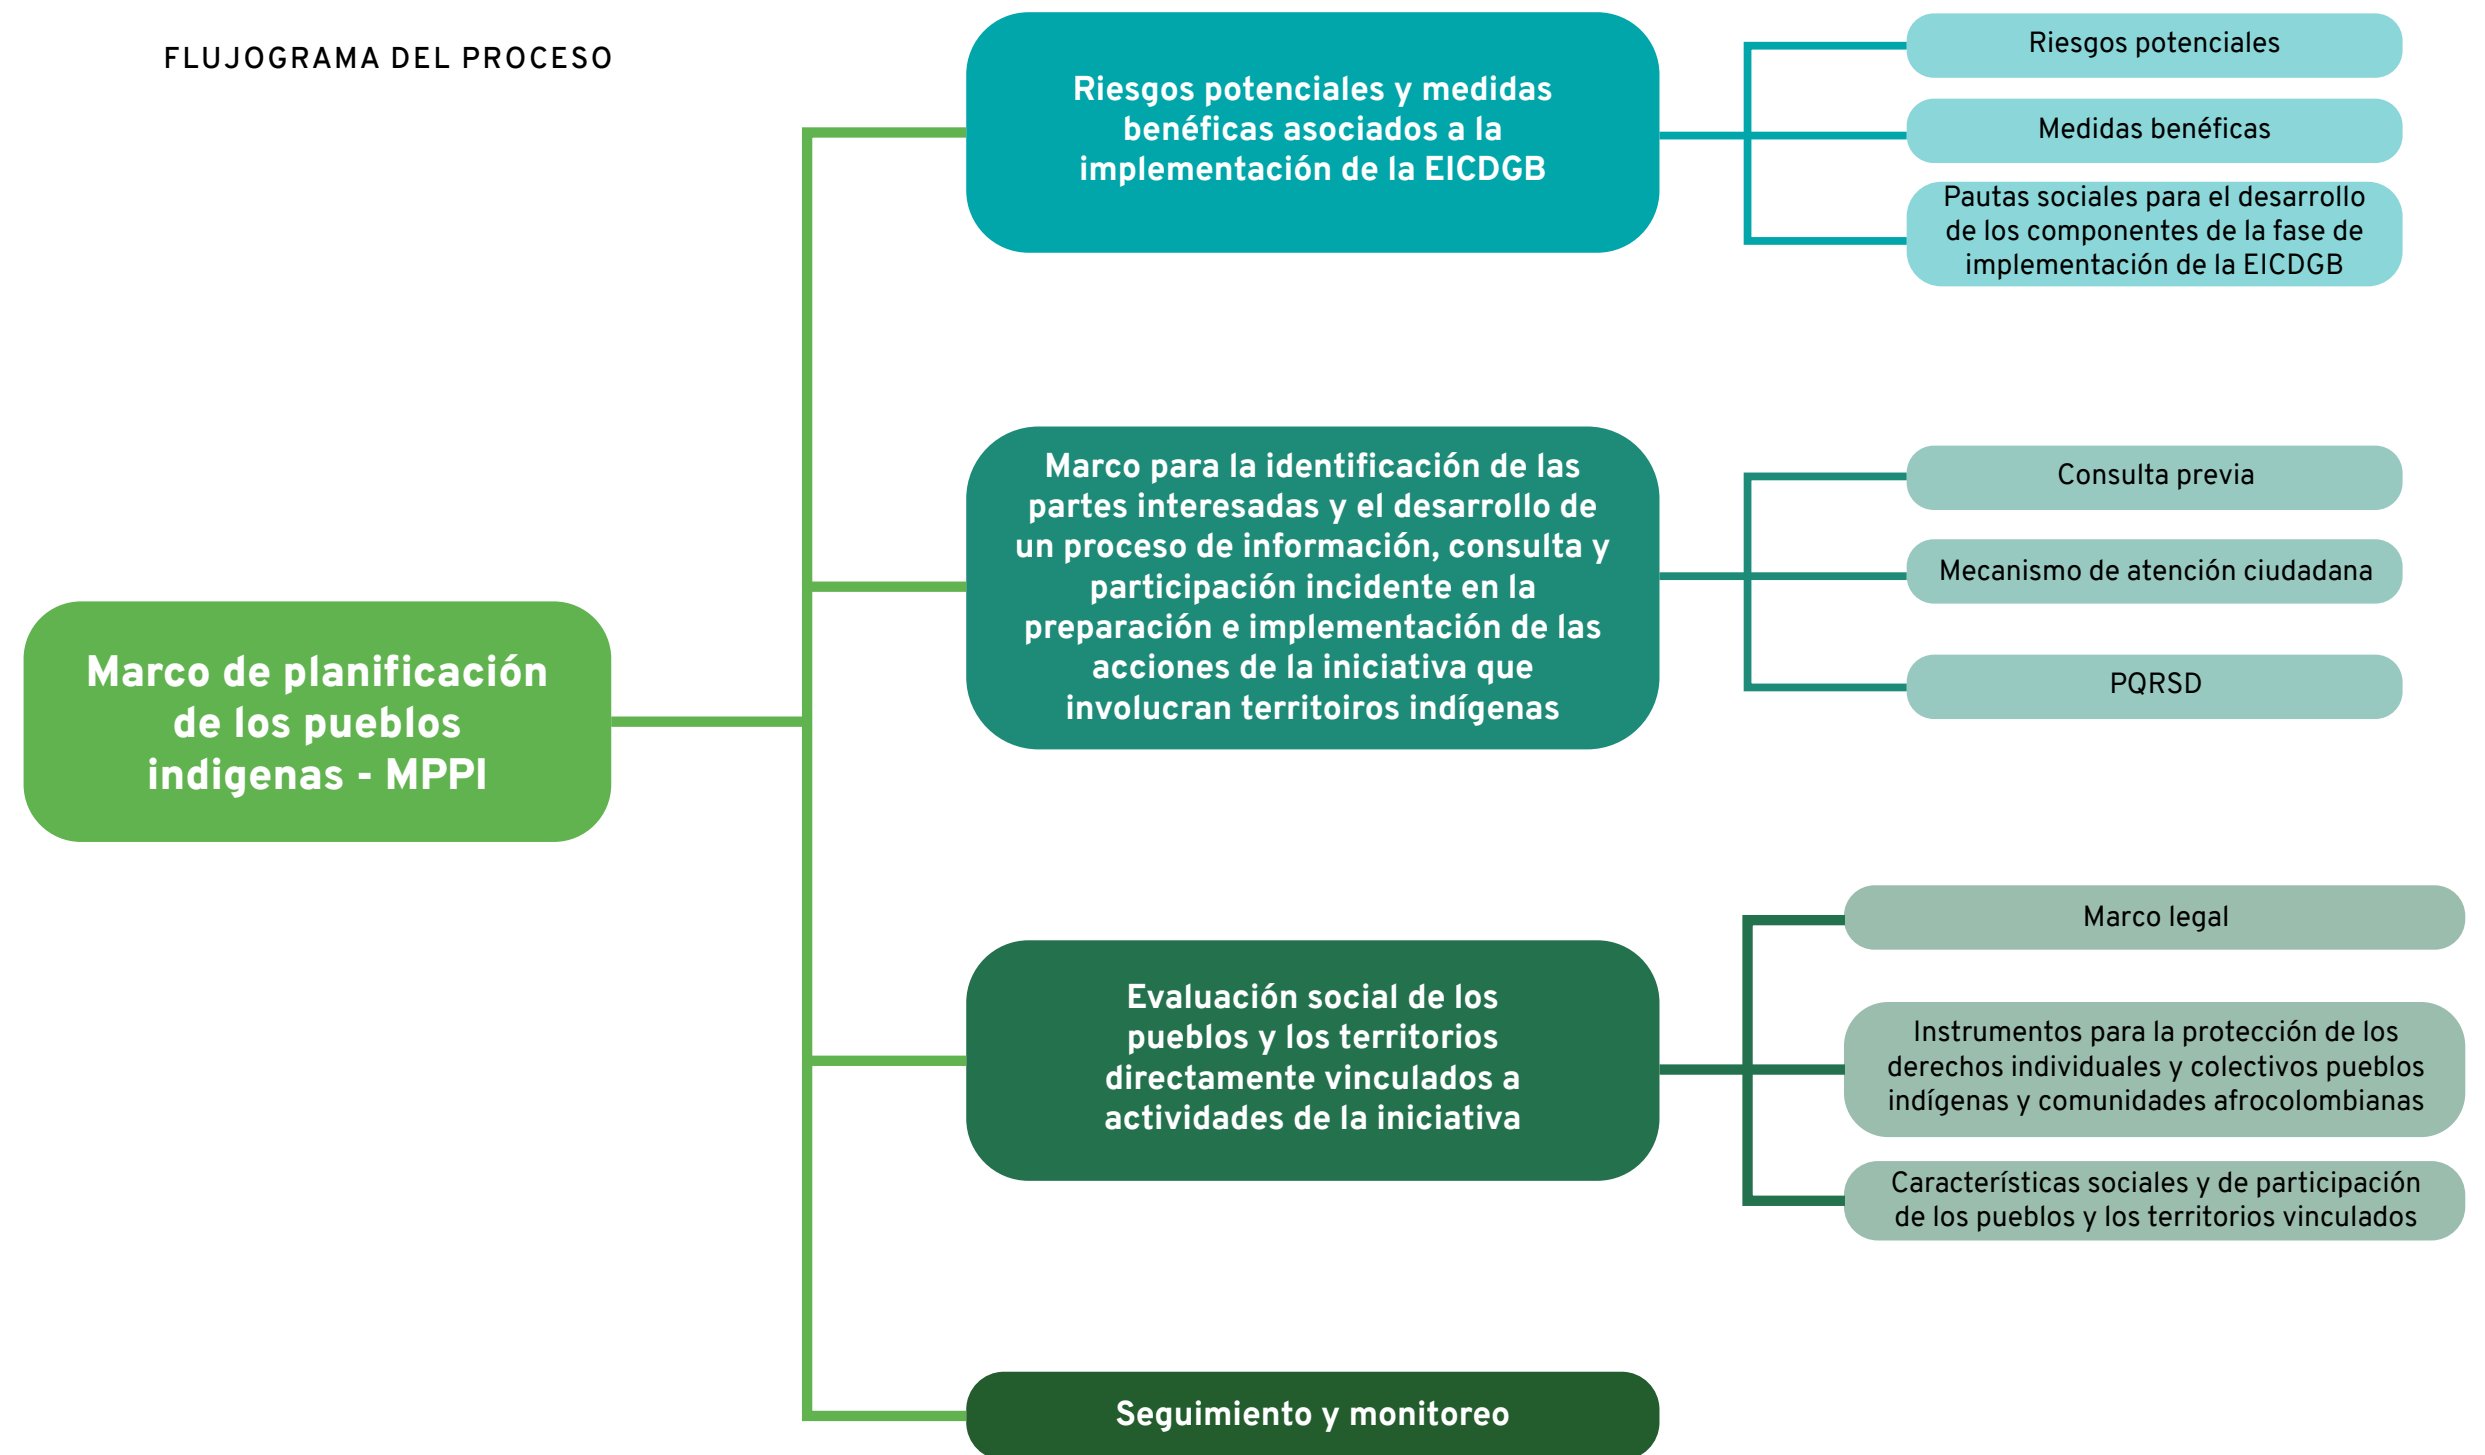 FLUJOGRAMA DEL PROCESO
Marco de planificación
de los pueblos
indigenas - MPPI
Riesgos potenciales y medidas
benéficas asociados a la
implementación de la EICDGB
Riesgos potenciales
Medidas benéficas
Pautas sociales para el desarrollo
de los componentes de la fase de
implementación de la EICDGB
Marco para la identificación de las
partes interesadas y el desarrollo de
un proceso de información, consulta y
participación incidente en la
preparación e implementación de las
acciones de la iniciativa que
involucran territoiros indígenas
Consulta previa
Mecanismo de atención ciudadana
PQRSD
Evaluación social de los
pueblos y los territorios
directamente vinculados a
actividades de la iniciativa
Marco legal
Instrumentos para la protección de los
derechos individuales y colectivos pueblos
indígenas y comunidades afrocolombianas
Características sociales y de participación
de los pueblos y los territorios vinculados
Seguimiento y monitoreo